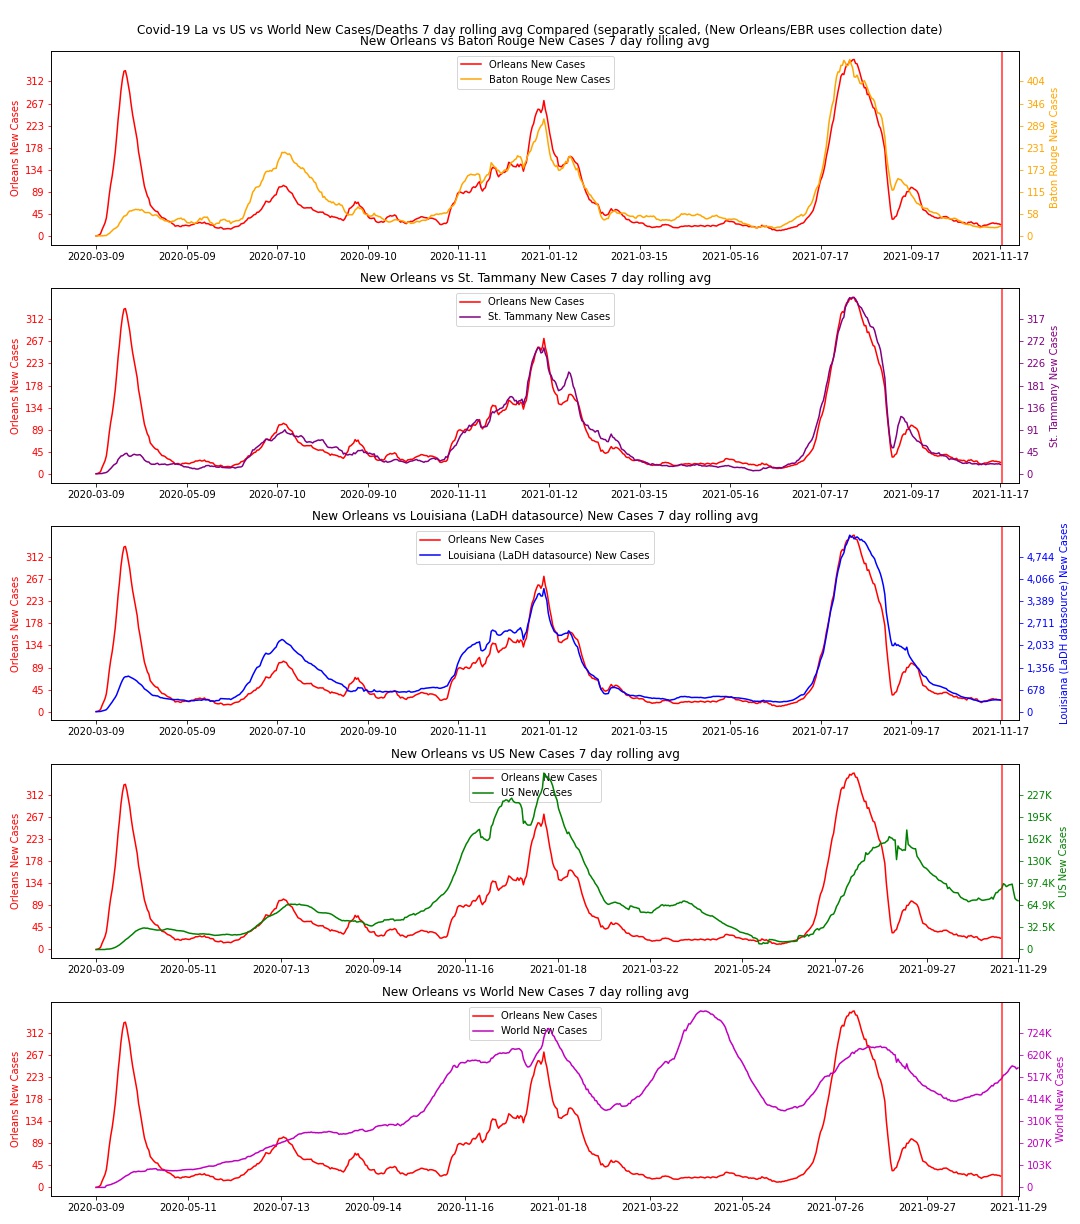 Covid-19 La vs US vs World New Cases/Deaths 7 day rolling avg Compared (separatly scaled, (New Orleans/EBR uses collection date)
New Orleans vs Baton Rouge New Cases 7 day rolling avg
Orleans New Cases
Baton Rouge New Cases
Orleans New Cases
312
267
223
178
134
89
45
0
404
346
289
231
173
115
58
0
Baton Rouge New Cases
2020-03-09 2020-05-09 2020-07-10 2020-09-10 2020-11-11 2021-01-12 2021-03-15 2021-05-16 2021-07-17 2021-09-17 2021-11-17
New Orleans vs St. Tammany New Cases 7 day rolling avg
Orleans New Cases
St. Tammany New Cases
Orleans New Cases
312
267
223
178
134
89
45
0
317
272
226
181
136
91
45
0
St. Tammany New Cases
2020-03-09 2020-05-09 2020-07-10 2020-09-10 2020-11-11 2021-01-12 2021-03-15 2021-05-16 2021-07-17 2021-09-17 2021-11-17
New Orleans vs Louisiana (LaDH datasource) New Cases 7 day rolling avg
Orleans New Cases
Louisiana (LaDH datasource) New Cases
Orleans New Cases
312
267
223
178
134
89
45
0
4,744
4,066
3,389
2,711
2,033
1,356
678
0
Louisiana (LaDH datasource) New Cases
2020-03-09 2020-05-09 2020-07-10 2020-09-10 2020-11-11 2021-01-12 2021-03-15 2021-05-16 2021-07-17 2021-09-17 2021-11-17
New Orleans vs US New Cases 7 day rolling avg
Orleans New Cases
US New Cases
Orleans New Cases
312
267
223
178
134
89
45
0
227K
195K
162K
130K
97.4K
64.9K
32.5K
0
US New Cases
2020-03-09 2020-05-11 2020-07-13 2020-09-14 2020-11-16 2021-01-18 2021-03-22 2021-05-24 2021-07-26 2021-09-27 2021-11-29
New Orleans vs World New Cases 7 day rolling avg
Orleans New Cases
World New Cases
Orleans New Cases
312
267
223
178
134
89
45
0
724K
620K
517K
414K
310K
207K
103K
0
World New Cases
2020-03-09 2020-05-11 2020-07-13 2020-09-14 2020-11-16 2021-01-18 2021-03-22 2021-05-24 2021-07-26 2021-09-27 2021-11-29